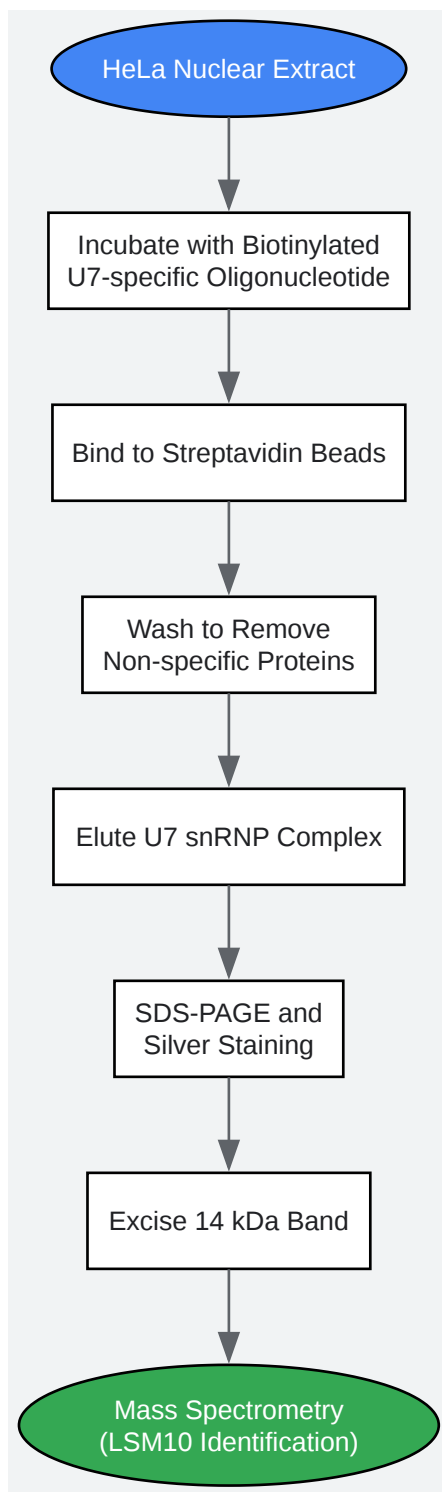 HeLa Nuclear Extract
Incubate with Biotinylated
U7-specific Oligonucleotide
Bind to Streptavidin Beads
Wash to Remove
Non-specific Proteins
Elute U7 snRNP Complex
SDS-PAGE and
Silver Staining
Excise 14 kDa Band
Mass Spectrometry
(LSM10 Identification)